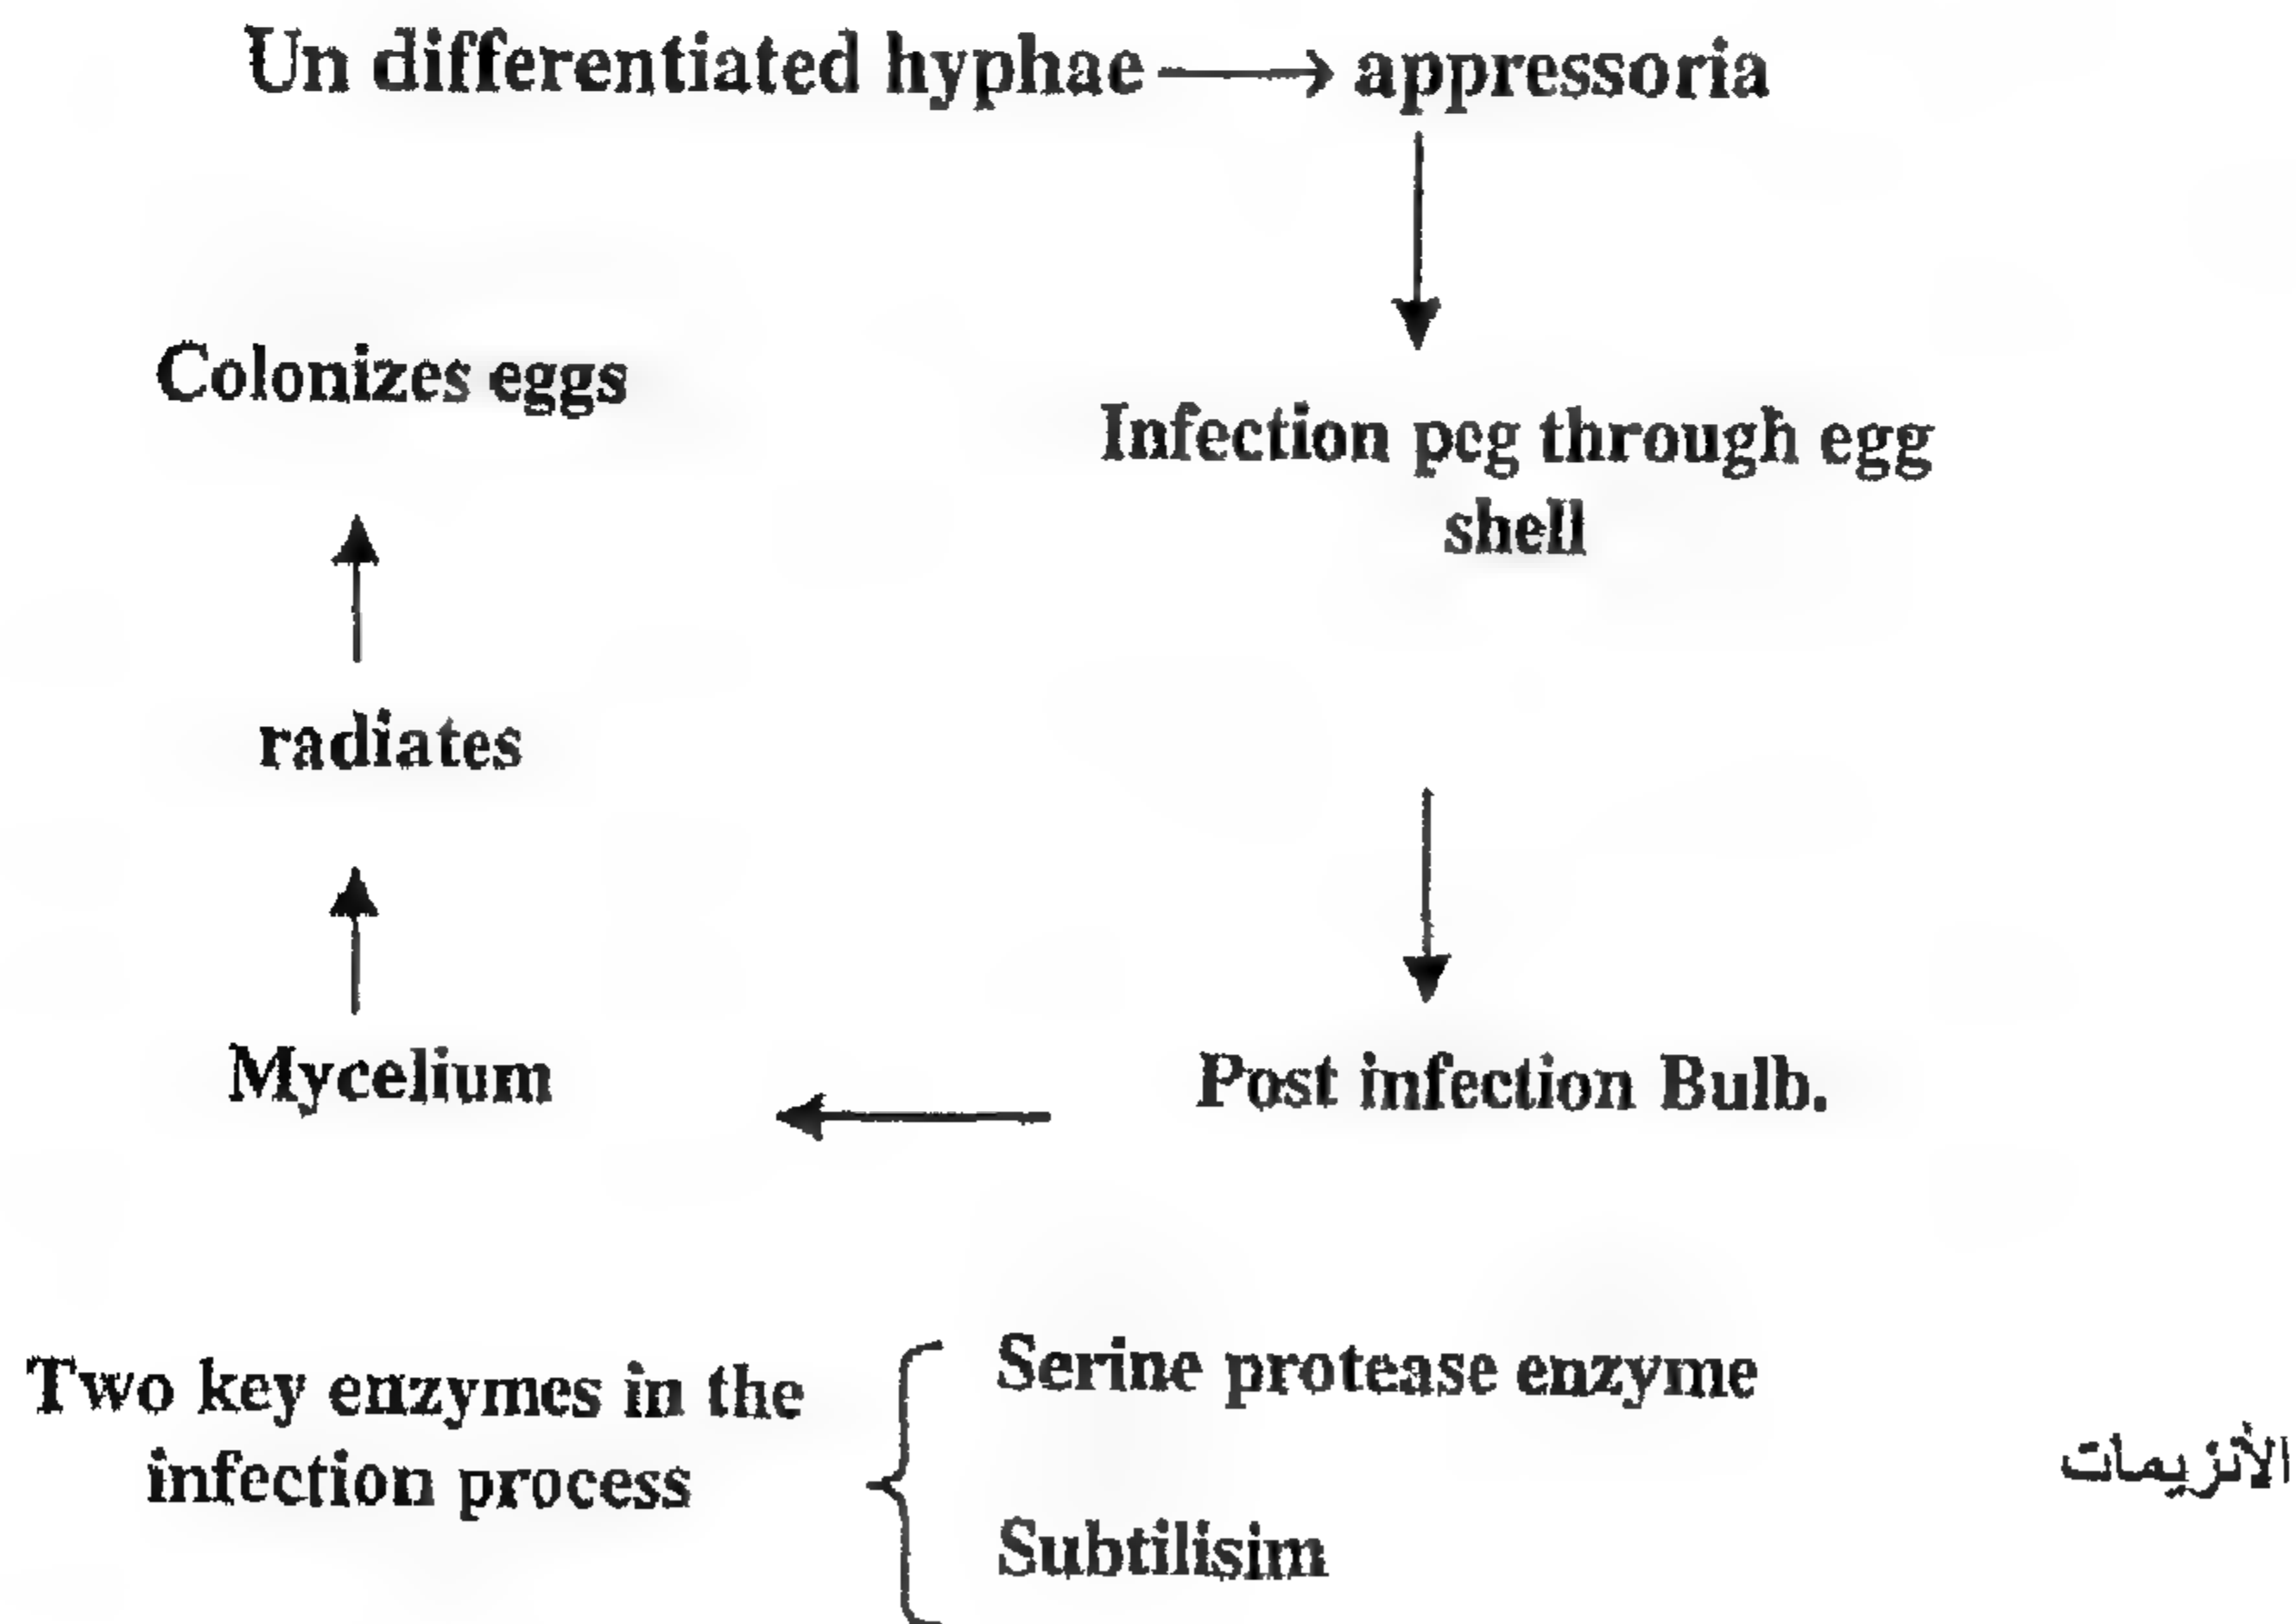 Un differentiated hyphae → appressoria
Colonizes eggs
Infection peg through egg
shell
radiates
Mycelium
Post infection Bulb.
Two key enzymes in the
infection process
Serine protease enzyme
Subtilisim
الأنزيمات